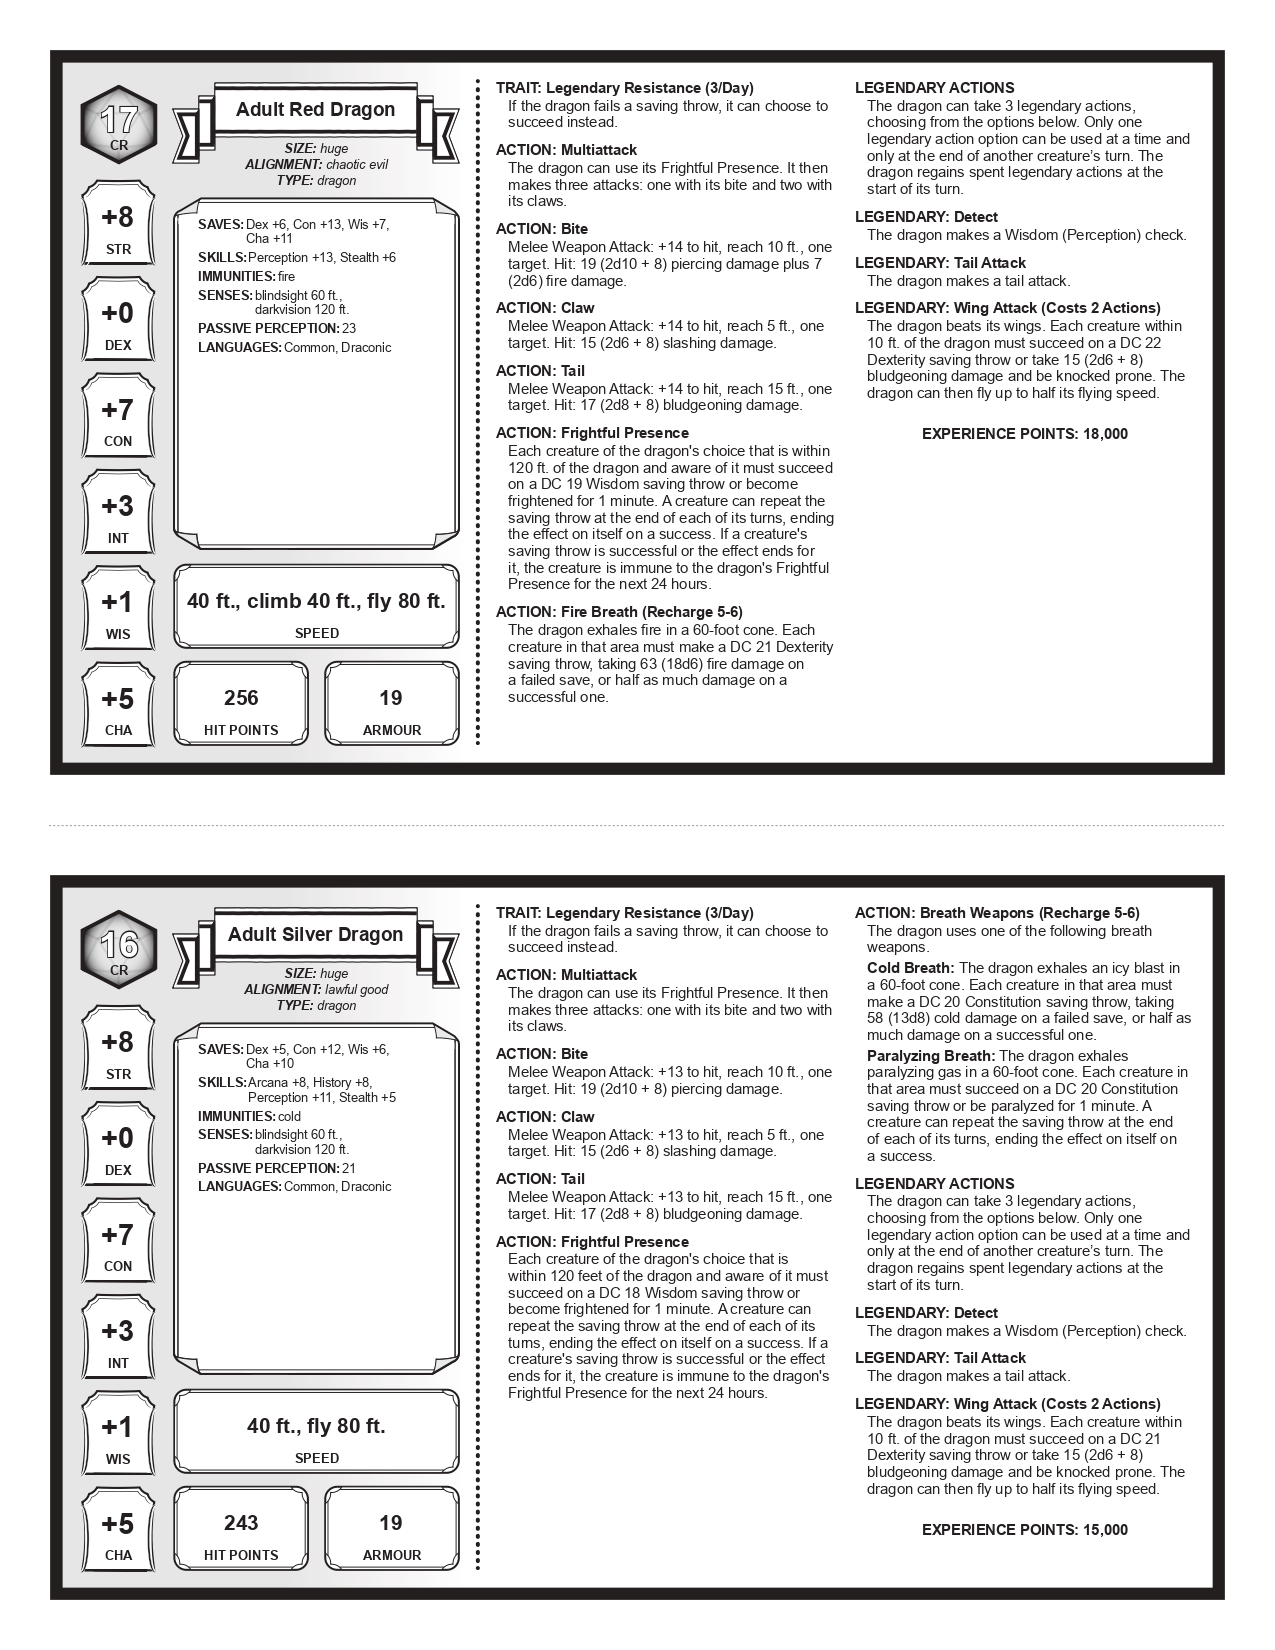 17
CR
Adult Red Dragon
SIZE: huge
ALIGNMENT: chaotic evil
TYPE: dragon
+8
STR
+0
DEX
+7
CON
+3
INT
+1
WIS
+5
CHA
SAVES: Dex +6, Con +13, Wis +7,
Cha +11
SKILLS: Perception +13, Stealth +6
IMMUNITIES: fire
SENSES: blindsight 60 ft.,
darkvision 120 ft.
PASSIVE PERCEPTION: 23
LANGUAGES: Common, Draconic
40 ft., climb 40 ft., fly 80 ft.
SPEED
256
HIT POINTS
19
ARMOUR
TRAIT: Legendary Resistance (3/Day)
If the dragon fails a saving throw, it can choose to
succeed instead.
ACTION: Multiattack
The dragon can use its Frightful Presence. It then
makes three attacks: one with its bite and two with
its claws.
ACTION: Bite
Melee Weapon Attack: +14 to hit, reach 10 ft., one
target. Hit: 19 (2d10 + 8) piercing damage plus 7
(2d6) fire damage.
ACTION: Claw
Melee Weapon Attack: +14 to hit, reach 5 ft., one
target. Hit: 15 (2d6 + 8) slashing damage.
ACTION: Tail
Melee Weapon Attack: +14 to hit, reach 15 ft., one
target. Hit: 17 (2d8 + 8) bludgeoning damage.
ACTION: Frightful Presence
Each creature of the dragon's choice that is within
120 ft. of the dragon and aware of it must succeed
on a DC 19 Wisdom saving throw or become
frightened for 1 minute. A creature can repeat the
saving throw at the end of each of its turns, ending
the effect on itself on a success. If a creature's
saving throw is successful or the effect ends for
it, the creature is immune to the dragon's Frightful
Presence for the next 24 hours.
ACTION: Fire Breath (Recharge 5-6)
The dragon exhales fire in a 60-foot cone. Each
creature in that area must make a DC 21 Dexterity
saving throw, taking 63 (18d6) fire damage on
a failed save, or half as much damage on a
successful one.
LEGENDARY ACTIONS
The dragon can take 3 legendary actions,
choosing from the options below. Only one
legendary action option can be used at a time and
only at the end of another creature’s turn. The
dragon regains spent legendary actions at the
start of its turn.
LEGENDARY: Detect
The dragon makes a Wisdom (Perception) check.
LEGENDARY: Tail Attack
The dragon makes a tail attack.
LEGENDARY: Wing Attack (Costs 2 Actions)
The dragon beats its wings. Each creature within
10 ft. of the dragon must succeed on a DC 22
Dexterity saving throw or take 15 (2d6 + 8)
bludgeoning damage and be knocked prone. The
dragon can then fly up to half its flying speed.
EXPERIENCE POINTS: 18,000
16
CR
Adult Silver Dragon
SIZE: huge
ALIGNMENT: lawful good
TYPE: dragon
+8
STR
+0
DEX
+7
CON
+3
INT
+1
WIS
+5
CHA
SAVES: Dex +5, Con +12, Wis +6,
Cha +10
SKILLS: Arcana +8, History +8,
Perception +11, Stealth +5
IMMUNITIES: cold
SENSES: blindsight 60 ft.,
darkvision 120 ft.
PASSIVE PERCEPTION: 21
LANGUAGES: Common, Draconic
40 ft., fly 80 ft.
SPEED
243
HIT POINTS
19
ARMOUR
TRAIT: Legendary Resistance (3/Day)
If the dragon fails a saving throw, it can choose to
succeed instead.
ACTION: Multiattack
The dragon can use its Frightful Presence. It then
makes three attacks: one with its bite and two with
its claws.
ACTION: Bite
Melee Weapon Attack: +13 to hit, reach 10 ft., one
target. Hit: 19 (2d10 + 8) piercing damage.
ACTION: Claw
Melee Weapon Attack: +13 to hit, reach 5 ft., one
target. Hit: 15 (2d6 + 8) slashing damage.
ACTION: Tail
Melee Weapon Attack: +13 to hit, reach 15 ft., one
target. Hit: 17 (2d8 + 8) bludgeoning damage.
ACTION: Frightful Presence
Each creature of the dragon's choice that is
within 120 feet of the dragon and aware of it must
succeed on a DC 18 Wisdom saving throw or
become frightened for 1 minute. A creature can
repeat the saving throw at the end of each of its
turns, ending the effect on itself on a success. If a
creature's saving throw is successful or the effect
ends for it, the creature is immune to the dragon's
Frightful Presence for the next 24 hours.
ACTION: Breath Weapons (Recharge 5-6)
The dragon uses one of the following breath
weapons.
Cold Breath: The dragon exhales an icy blast in
a 60-foot cone. Each creature in that area must
make a DC 20 Constitution saving throw, taking
58 (13d8) cold damage on a failed save, or half as
much damage on a successful one.
Paralyzing Breath: The dragon exhales
paralyzing gas in a 60-foot cone. Each creature in
that area must succeed on a DC 20 Constitution
saving throw or be paralyzed for 1 minute. A
creature can repeat the saving throw at the end
of each of its turns, ending the effect on itself on
a success.
LEGENDARY ACTIONS
The dragon can take 3 legendary actions,
choosing from the options below. Only one
legendary action option can be used at a time and
only at the end of another creature’s turn. The
dragon regains spent legendary actions at the
start of its turn.
LEGENDARY: Detect
The dragon makes a Wisdom (Perception) check.
LEGENDARY: Tail Attack
The dragon makes a tail attack.
LEGENDARY: Wing Attack (Costs 2 Actions)
The dragon beats its wings. Each creature within
10 ft. of the dragon must succeed on a DC 21
Dexterity saving throw or take 15 (2d6 + 8)
bludgeoning damage and be knocked prone. The
dragon can then fly up to half its flying speed.
EXPERIENCE POINTS: 15,000